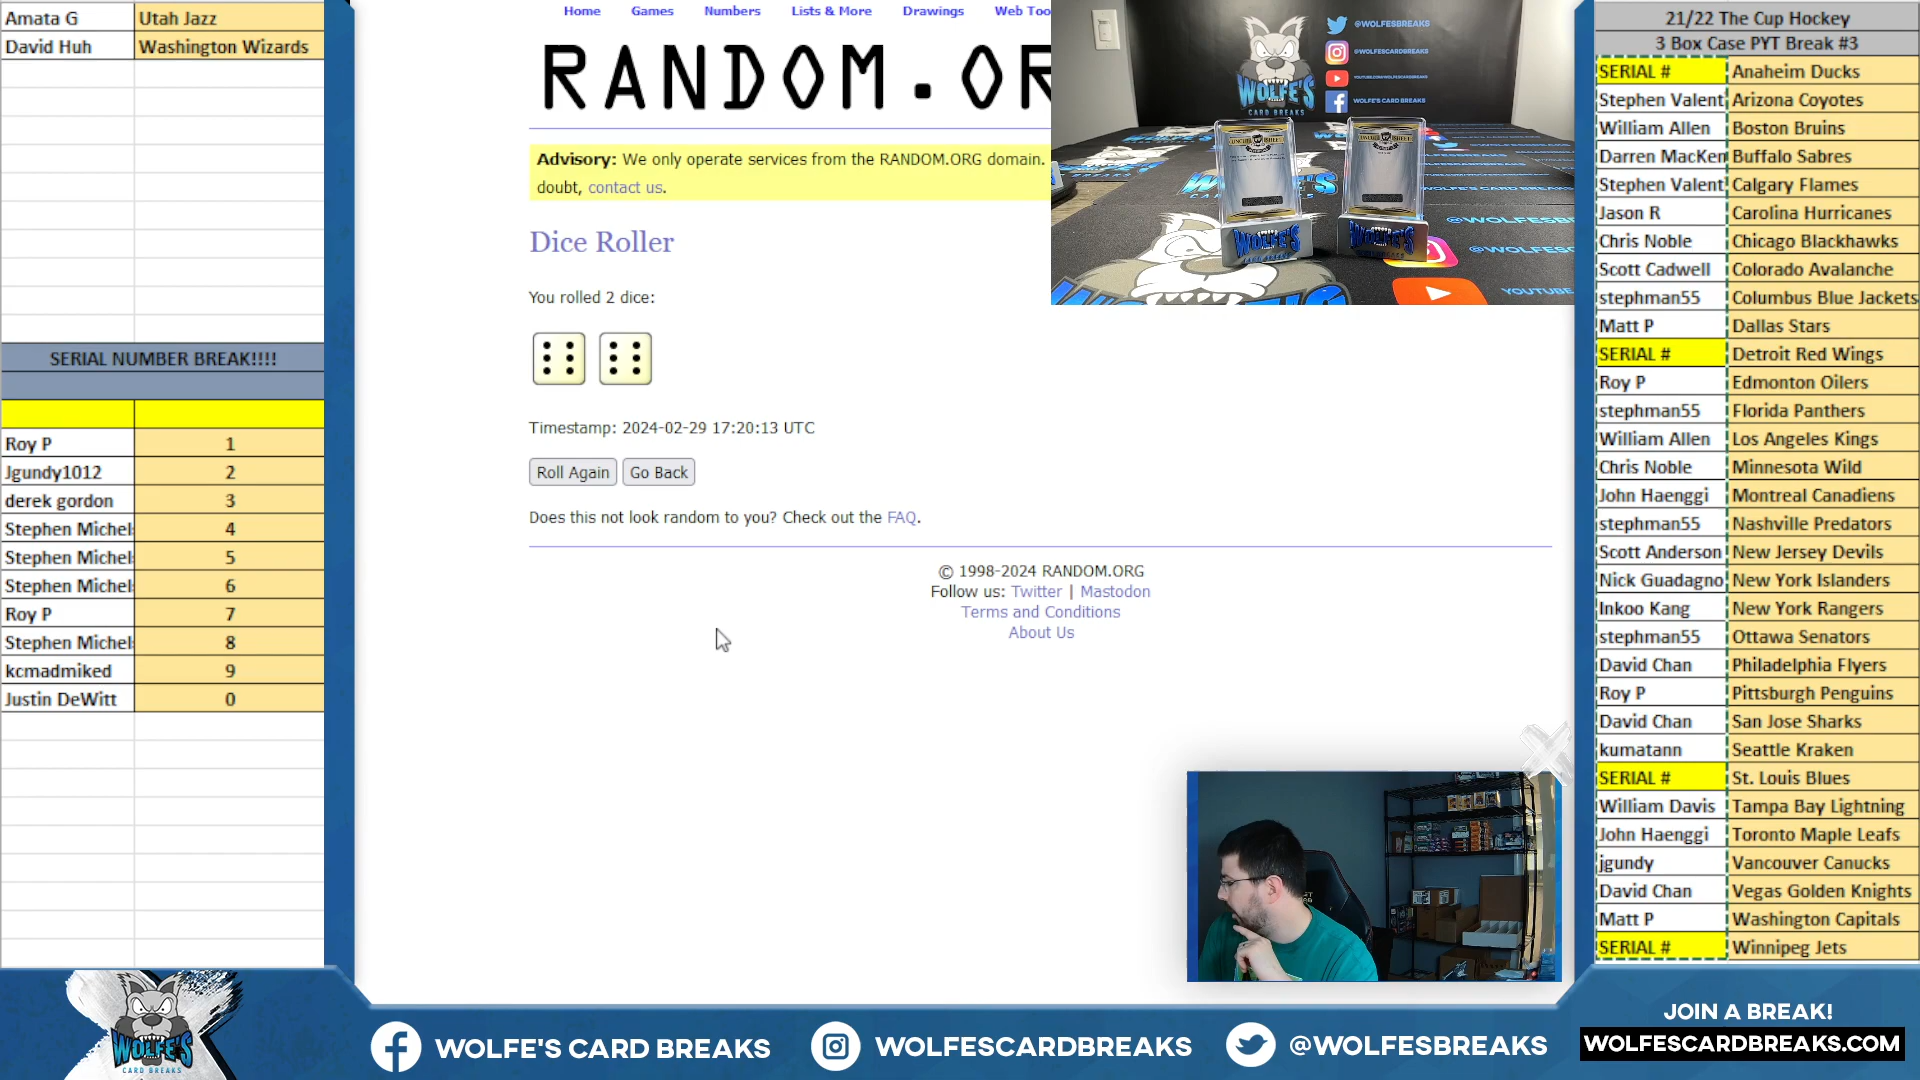 Amata G Utah Jazz
David Huh Washington Wizards
SERIAL NUMBER BREAK!!!!
Roy P 1
Jgundy1012 2
derek gordon 3
Stephen Michel 4
Stephen Michel 5
Stephen Michel 6
Roy P 7
Stephen Michel 8
kcmadmiked 9
Justin DeWitt 0
Home Games Numbers Lists & More Drawings Web Too
RANDOM.OR
Advisory: We only operate services from the RANDOM.ORG domain.
doubt, contact us.
Dice Roller
You rolled 2 dice:
Timestamp: 2024-02-29 17:20:13 UTC
Roll Again Go Back
Does this not look random to you? Check out the FAQ.
© 1998-2024 RANDOM.ORG
Follow us: Twitter | Mastodon
Terms and Conditions
About Us
@WOLFESBREAKS
@WOLFESCARDBREAKS
WOLFE'S CARD BREAKS
WOLFE'S
CARD BREAKS
21/22 The Cup Hockey
3 Box Case PYT Break #3
SERIAL # Anaheim Ducks
Stephen Valent Arizona Coyotes
William Allen Boston Bruins
Darren MacKen Buffalo Sabres
Stephen Valent Calgary Flames
Jason R Carolina Hurricanes
Chris Noble Chicago Blackhawks
Scott Cadwell Colorado Avalanche
stephman55 Columbus Blue Jackets
Matt P Dallas Stars
SERIAL # Detroit Red Wings
Roy P Edmonton Oilers
stephman55 Florida Panthers
William Allen Los Angeles Kings
Chris Noble Minnesota Wild
John Haenggi Montreal Canadiens
stephman55 Nashville Predators
Scott Anderson New Jersey Devils
Nick Guadagno New York Islanders
Inkoo Kang New York Rangers
stephman55 Ottawa Senators
David Chan Philadelphia Flyers
Roy P Pittsburgh Penguins
David Chan San Jose Sharks
kumatann Seattle Kraken
SERIAL # St. Louis Blues
William Davis Tampa Bay Lightning
John Haenggi Toronto Maple Leafs
jgundy Vancouver Canucks
David Chan Vegas Golden Knights
Matt P Washington Capitals
SERIAL # Winnipeg Jets
WOLFE'S
CARD BREAKS
WOLFE'S CARD BREAKS
WOLFESCARDBREAKS
@WOLFESBREAKS
JOIN A BREAK!
WOLFESCARDBREAKS.COM